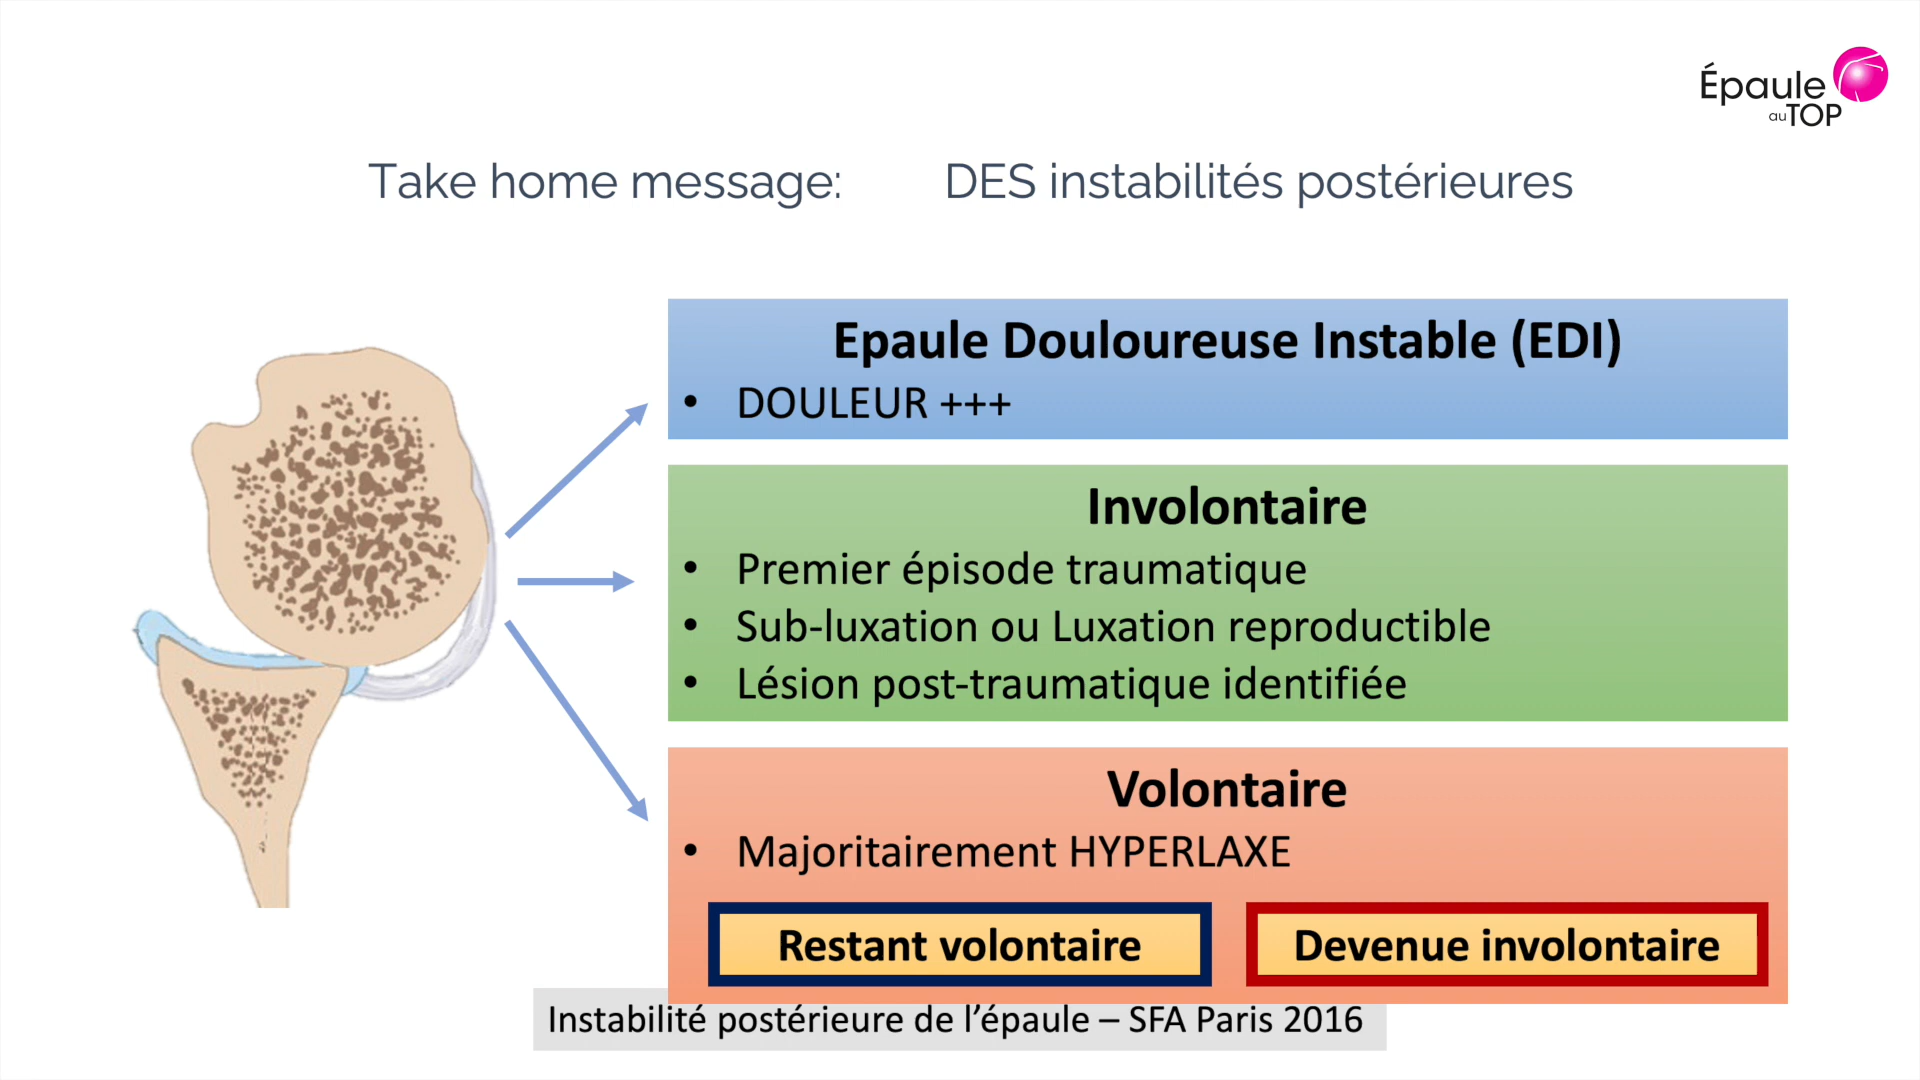 Épaule
au TOP
Take home message: DES instabilités postérieures
Epaule Douloureuse Instable (EDI)
• DOULEUR +++
Involontaire
• Premier épisode traumatique
• Sub-luxation ou Luxation reproductible
• Lésion post-traumatique identifiée
Volontaire
• Majoritairement HYPERLAXE
Restant volontaire
Devenue involontaire
Instabilité postérieure de l’épaule – SFA Paris 2016